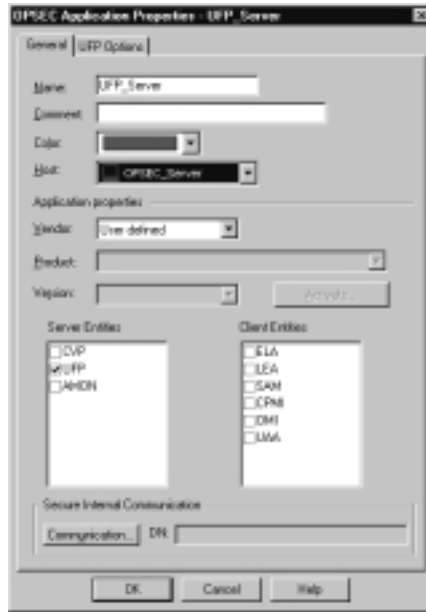 OPSEC Application Properties - UFP_Server
General UFP Options
Name: UFP_Server
Comment:
Color:
Host: OPSEC_Server
Application properties
Vendor: User defined
Product:
Version: Activate...
Server Entities Client Entities
CVP ELA
UFP LEA
AMON SAM
CPMI
OMI
UAA
Secure Internal Communication
Communication... DN:
OK Cancel Help